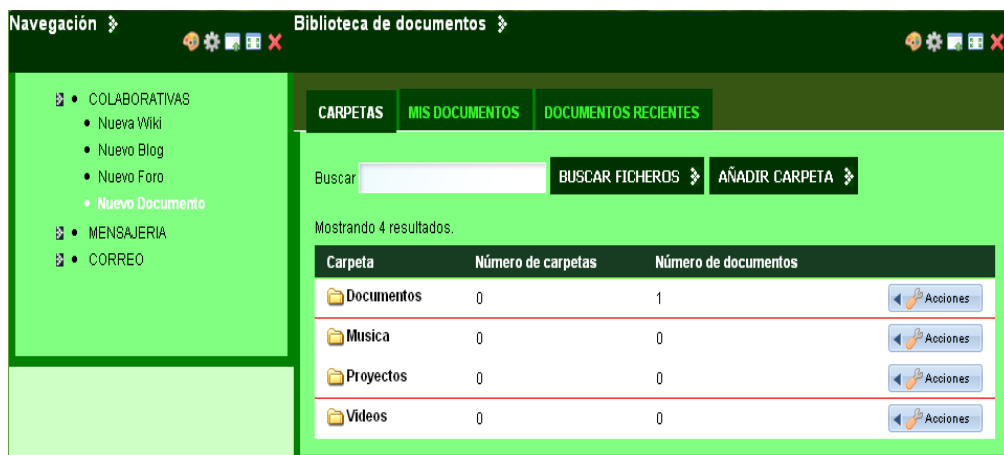 Navegación
Biblioteca de documentos
COLABORATIVAS
Nueva Wiki
Nuevo Blog
Nuevo Foro
Nuevo Documento
MENSAJERIA
CORREO
CARPETAS MIS DOCUMENTOS DOCUMENTOS RECIENTES
Buscar BUSCAR FICHEROS AÑADIR CARPETA
Mostrando 4 resultados.
Carpeta Número de carpetas Número de documentos
Documentos 0 1 Acciones
Musica 0 0 Acciones
Proyectos 0 0 Acciones
Videos 0 0 Acciones